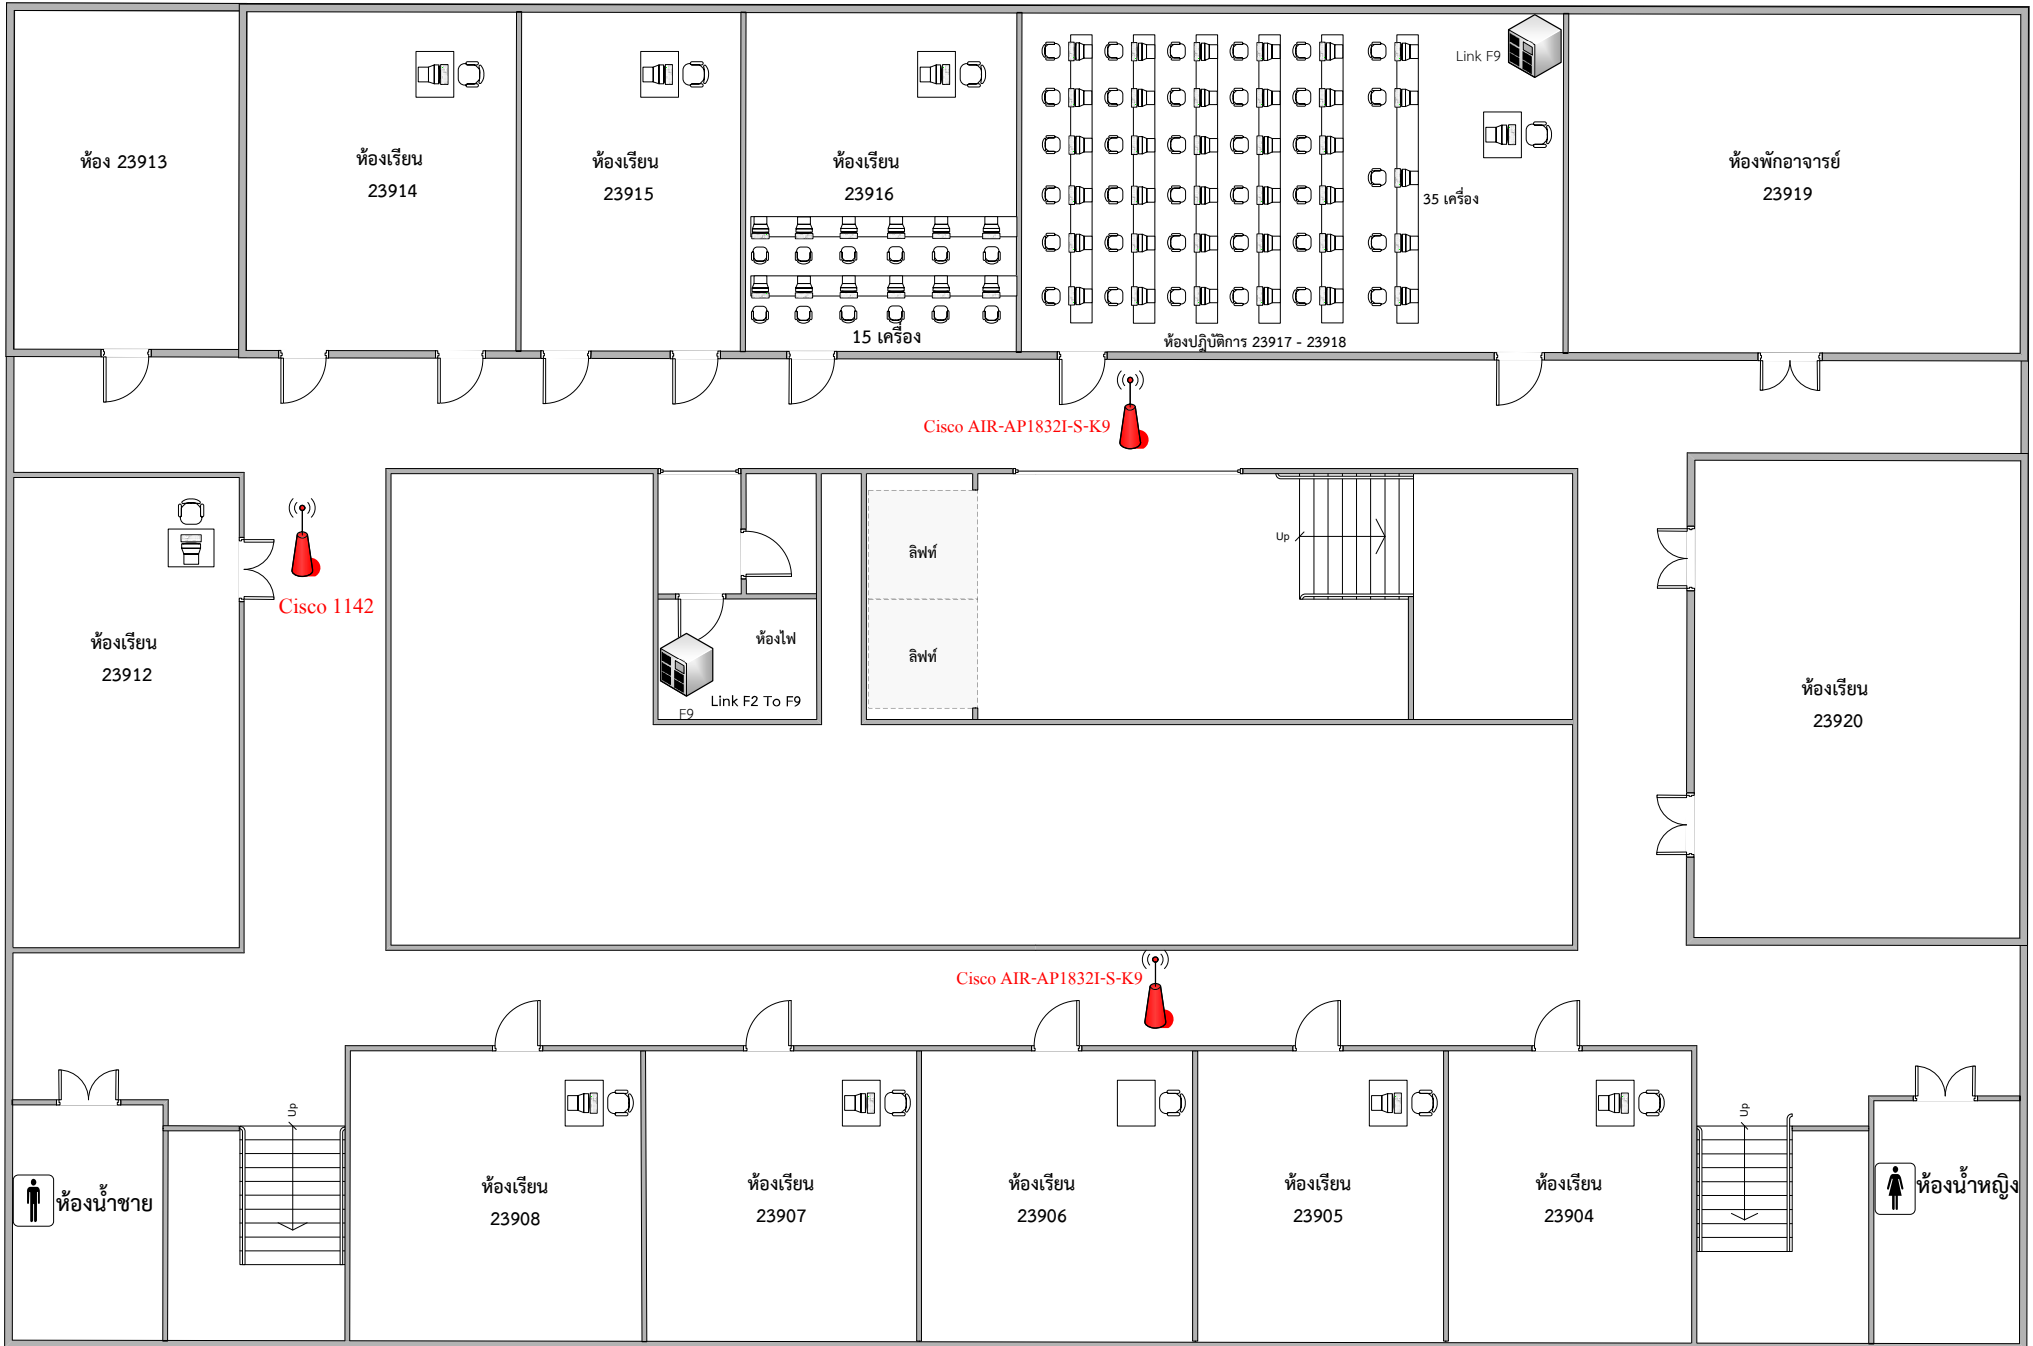 ห้อง 23913
ห้องเรียน
23914
ห้องเรียน
23915
ห้องเรียน
23916
15 เครื่อง
Link F9
35 เครื่อง
ห้องปฏิบัติการ 23917 - 23918
ห้องพักอาจารย์
23919
Cisco AIR-AP1832I-S-K9
Cisco 1142
ห้องเรียน
23912
ห้องไฟ
Link F2 To F9
F9
ลิฟท์
ลิฟท์
Up
ห้องเรียน
23920
Cisco AIR-AP1832I-S-K9
ห้องน้ำชาย
Up
ห้องเรียน
23908
ห้องเรียน
23907
ห้องเรียน
23906
ห้องเรียน
23905
ห้องเรียน
23904
Up
ห้องน้ำหญิง